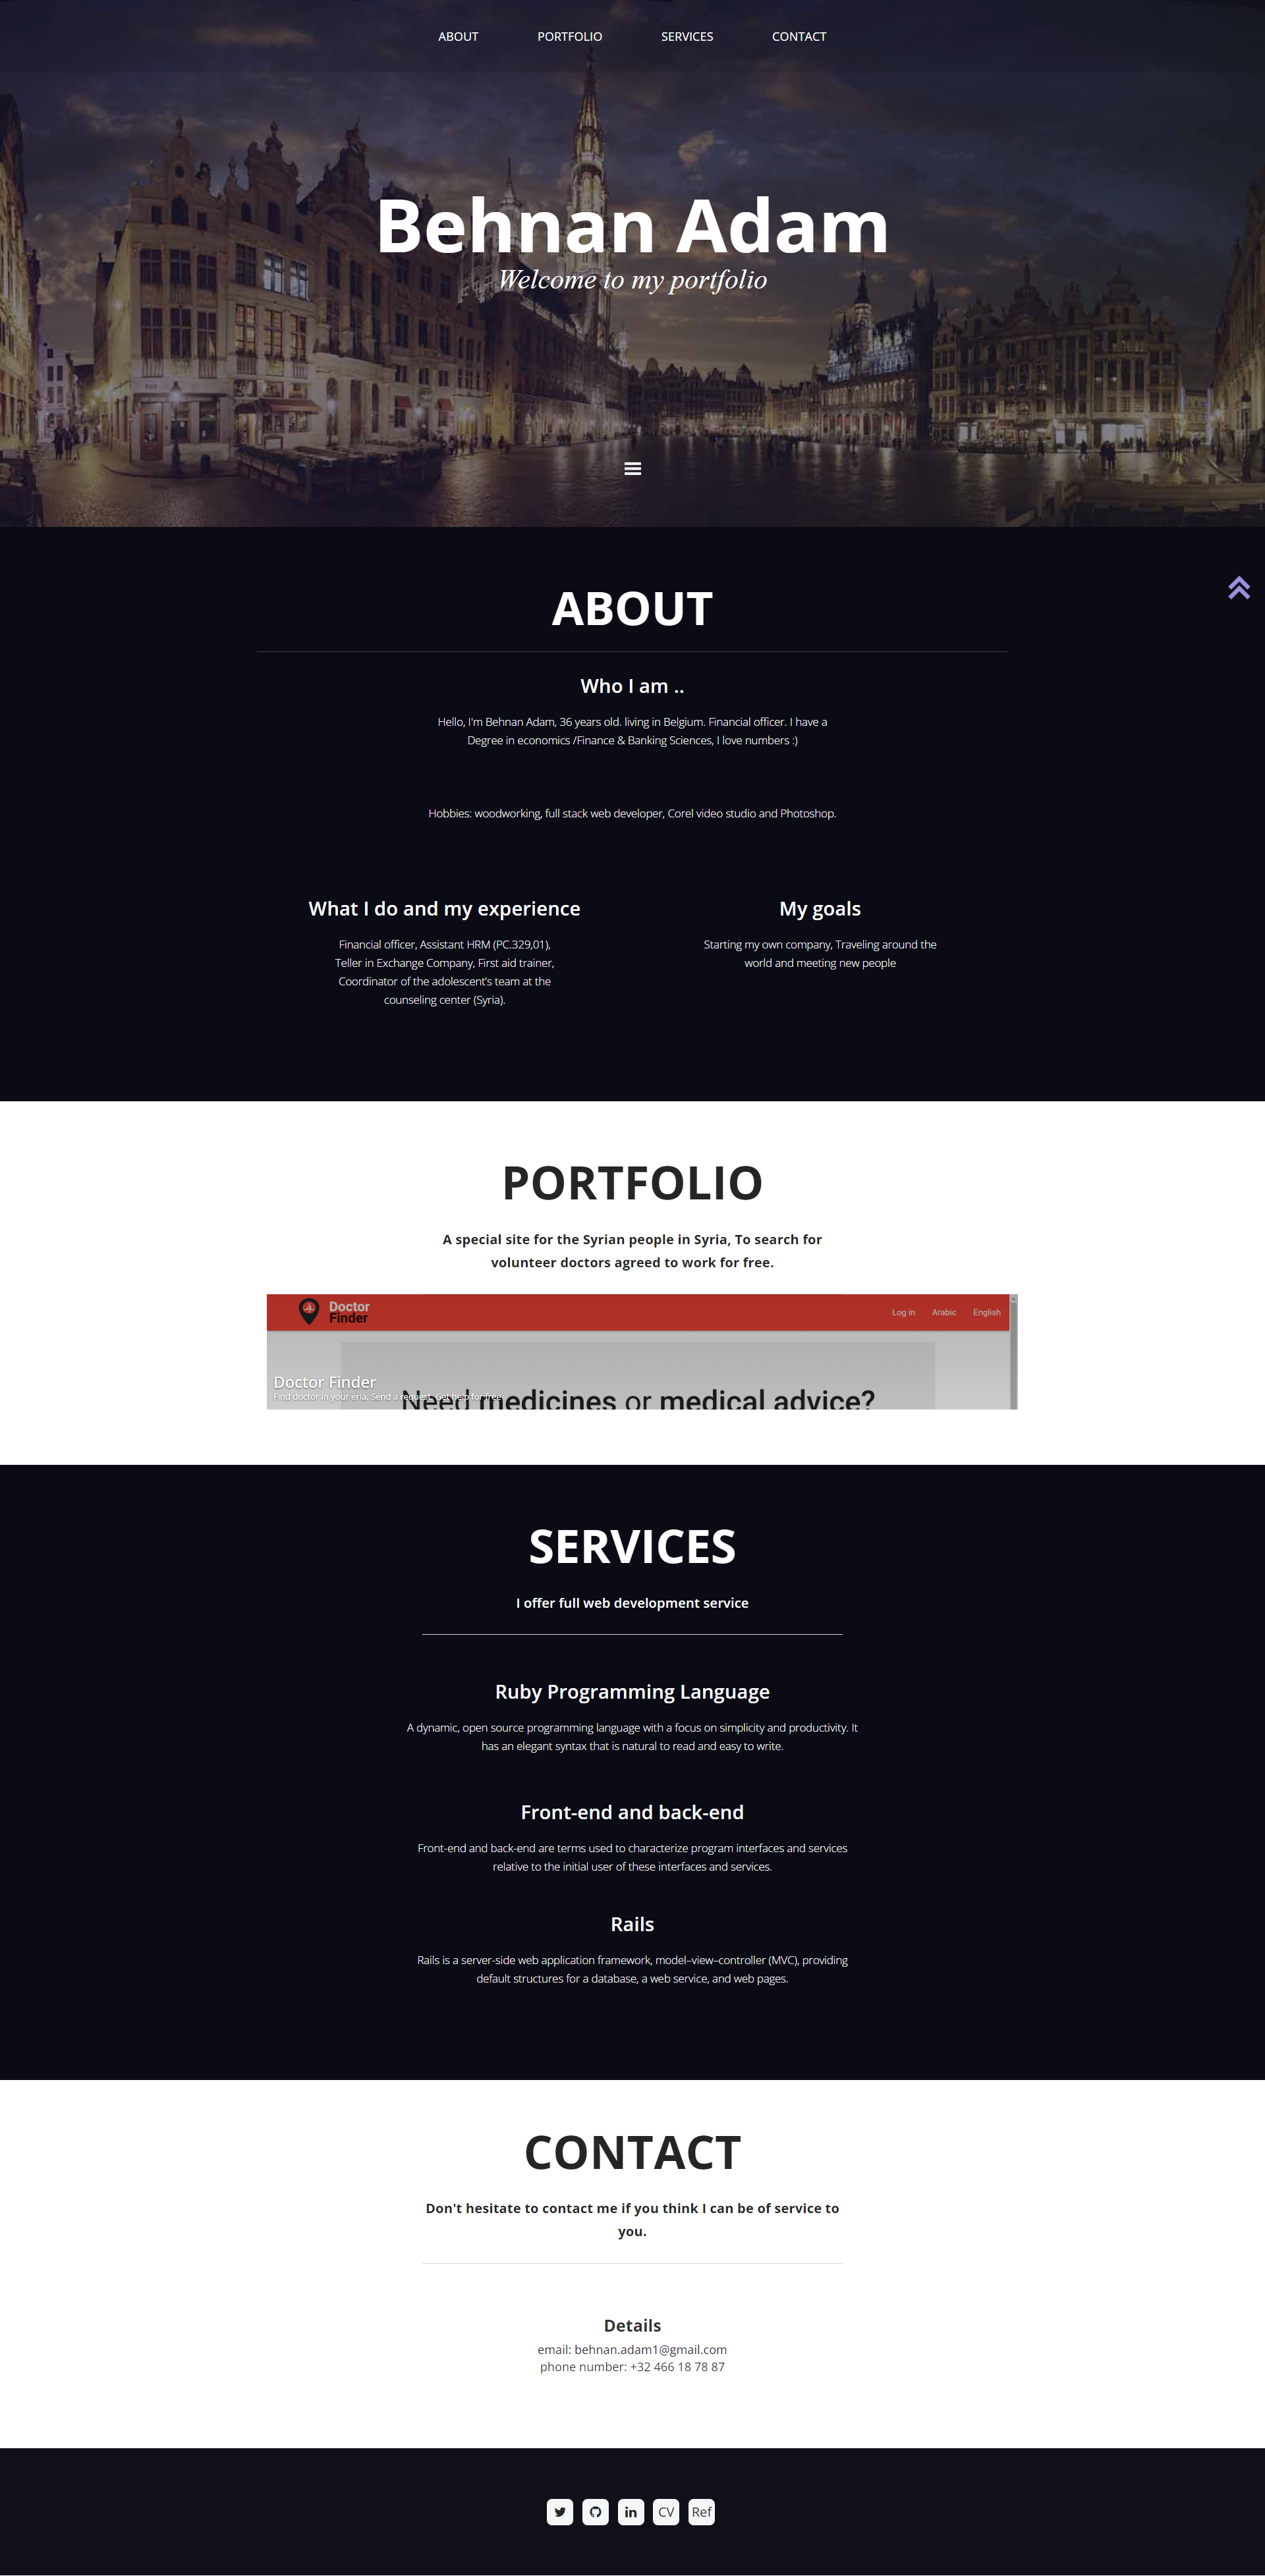 ABOUT PORTFOLIO SERVICES CONTACT
Behnan Adam
Welcome to my portfolio
ABOUT
Who I am ..
Hello, I'm Behnan Adam, 36 years old. living in Belgium. Financial officer. I have a
Degree in economics /Finance & Banking Sciences, I love numbers :)
Hobbies: woodworking, full stack web developer, Corel video studio and Photoshop.
What I do and my experience
Financial officer, Assistant HRM (PC.329,01),
Teller in Exchange Company, First aid trainer,
Coordinator of the adolescent's team at the
counseling center (Syria).
My goals
Starting my own company, Traveling around the
world and meeting new people
PORTFOLIO
A special site for the Syrian people in Syria, To search for
volunteer doctors agreed to work for free.
Doctor
Finder
Log in Arabic English
Need medicines or medical advice?
Doctor Finder
Find doctor in your eria, Send a request, Get help for free
SERVICES
I offer full web development service
Ruby Programming Language
A dynamic, open source programming language with a focus on simplicity and productivity. It
has an elegant syntax that is natural to read and easy to write.
Front-end and back-end
Front-end and back-end are terms used to characterize program interfaces and services
relative to the initial user of these interfaces and services.
Rails
Rails is a server-side web application framework, model–view–controller (MVC), providing
default structures for a database, a web service, and web pages.
CONTACT
Don't hesitate to contact me if you think I can be of service to
you.
Details
email: behnan.adam1@gmail.com
phone number: +32 466 18 78 87
in CV Ref